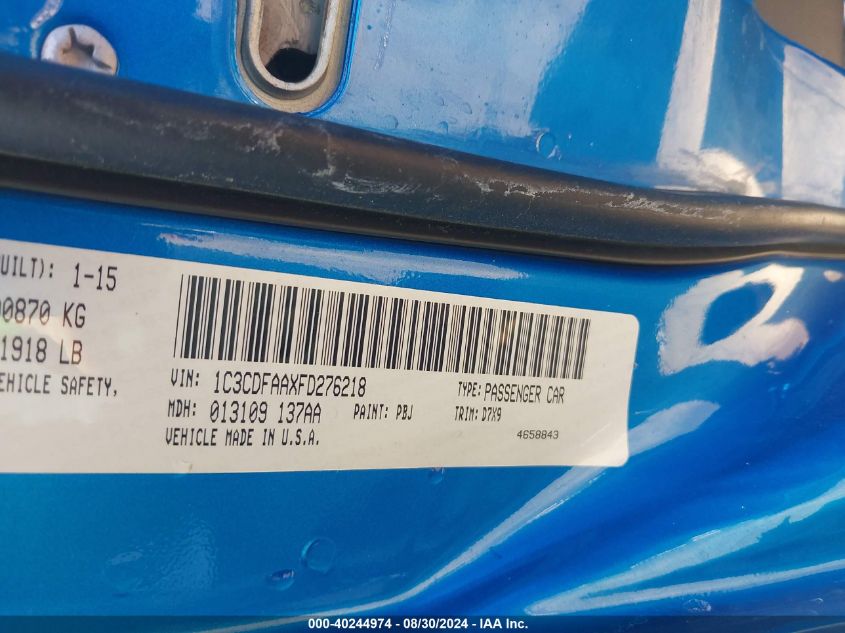 UILT): 1-15
0870 KG
1918 LB
EHICLE SAFETY,
VIN: 1C3CDFAAXFD276218
TYPE: PASSENGER CAR
MDH: 013109 137AA
PAINT: PBJ
TRIM: D7X9
VEHICLE MADE IN U.S.A.
4658843
000-40244974 - 08/30/2024 - IAA Inc.